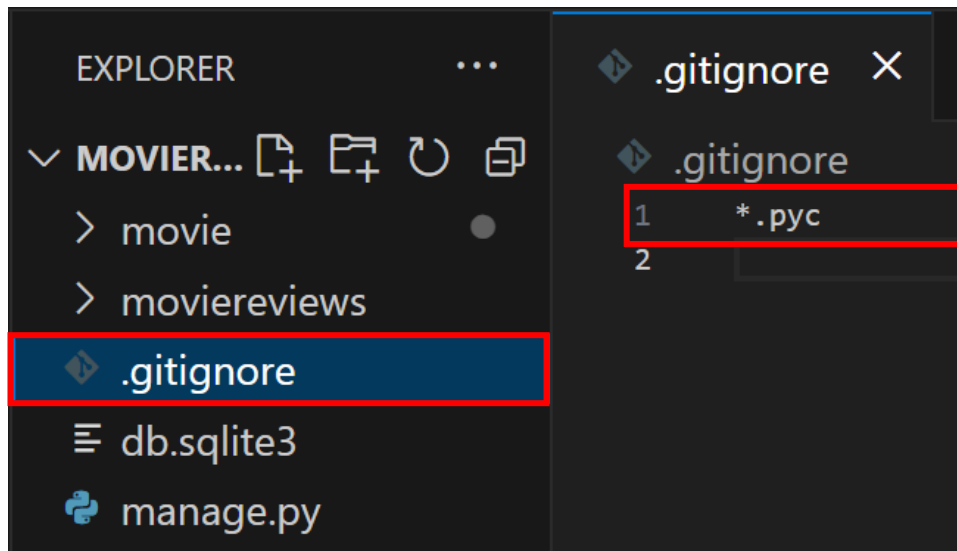 EXPLORER ...
MOVIER...
movie
moviereviews
.gitignore
db.sqlite3
manage.py
.gitignore
.gitignore
1 *.pyc
2